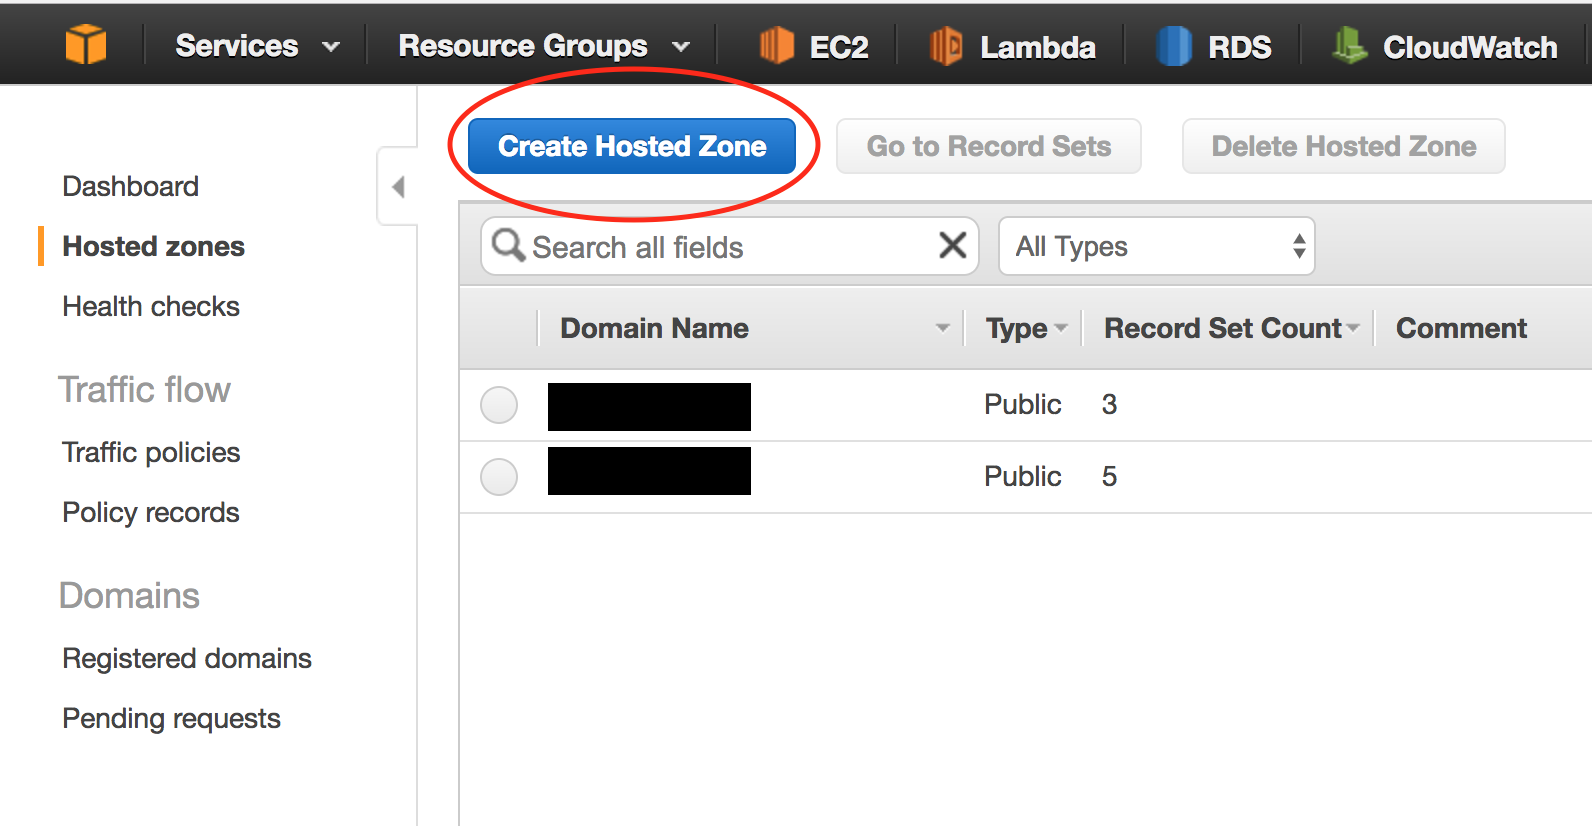 Services Resource Groups EC2 Lambda RDS CloudWatch
Create Hosted Zone Go to Record Sets Delete Hosted Zone
Dashboard
Hosted zones
Health checks
Traffic flow
Traffic policies
Policy records
Domains
Registered domains
Pending requests
Search all fields All Types
Domain Name Type Record Set Count Comment
Public 3
Public 5